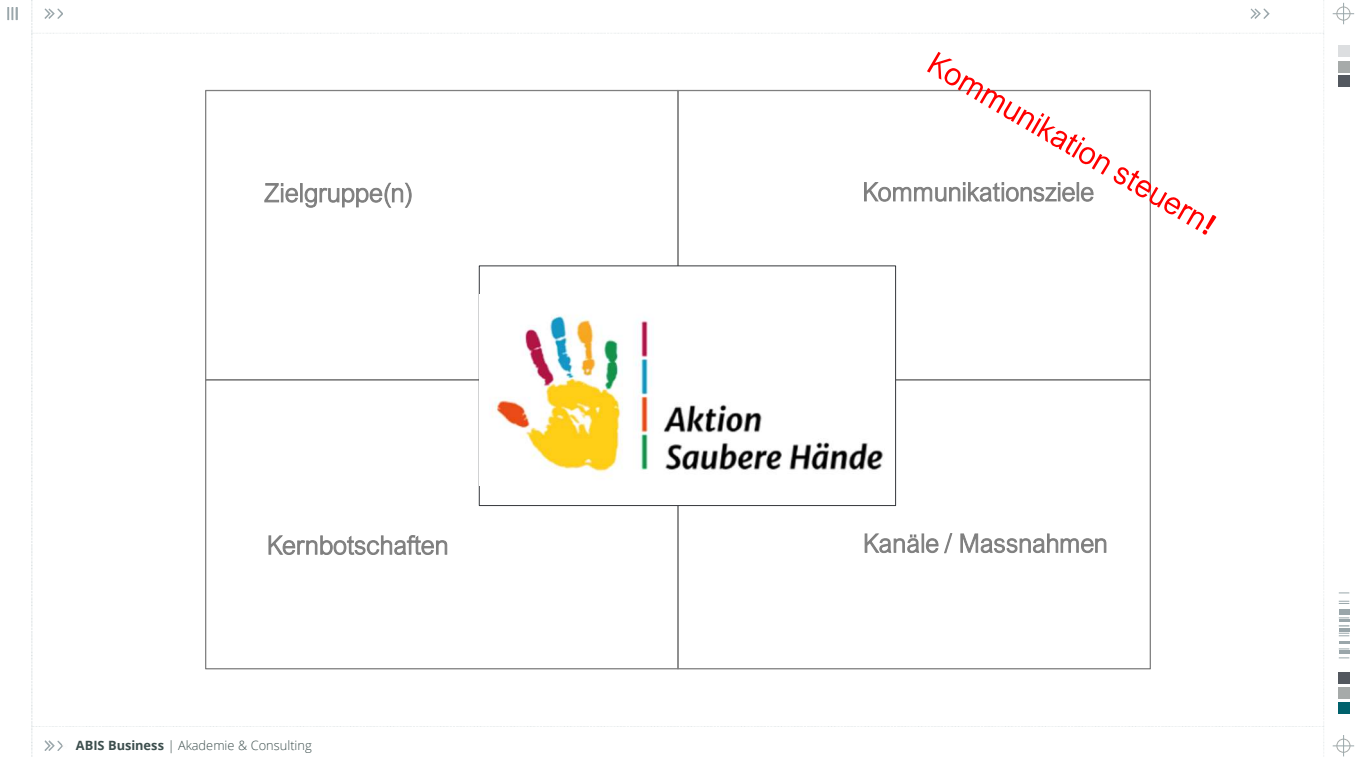 Kommunikation steuern!
Zielgruppe(n)
Kommunikationsziele
Aktion
Saubere Hände
Kernbotschaften
Kanäle / Massnahmen
ABIS Business | Akademie & Consulting